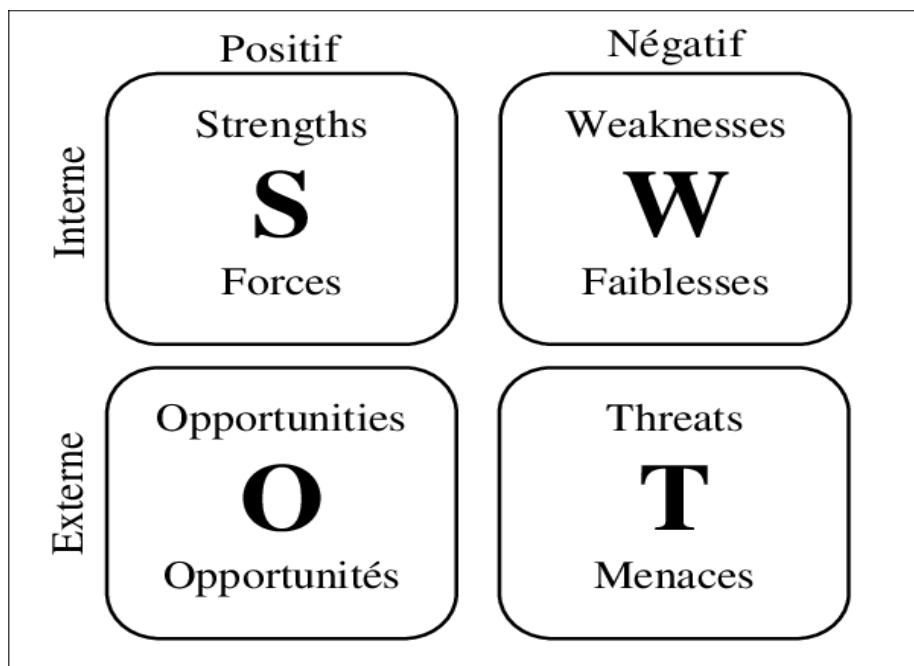 Positif
Négatif
Interne
Strengths
S
Forces
Weaknesses
W
Faiblesses
Externe
Opportunities
O
Opportunités
Threats
T
Menaces